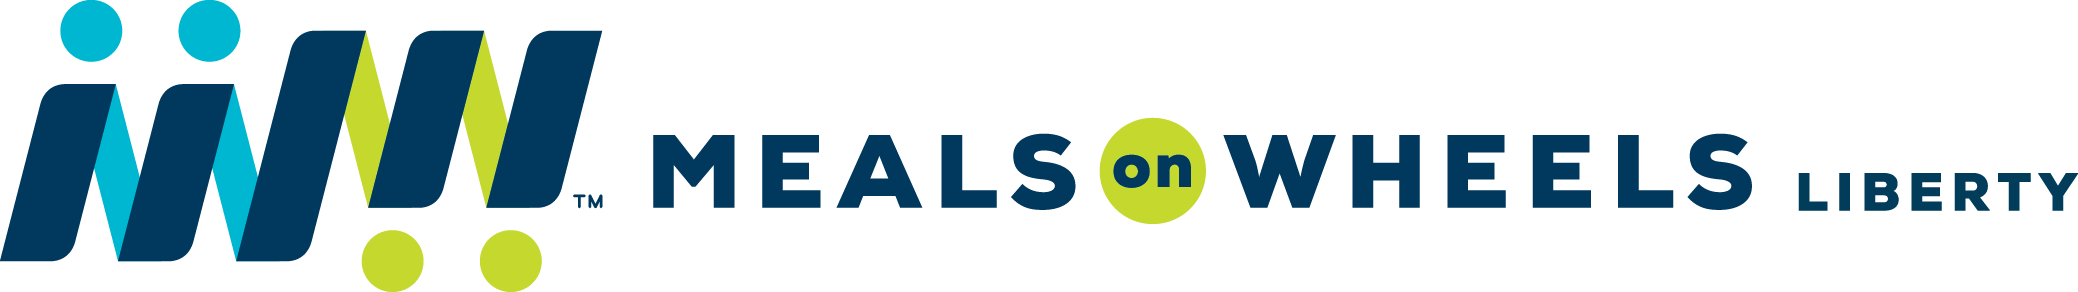 ™ MEALS on WHEELS LIBERTY